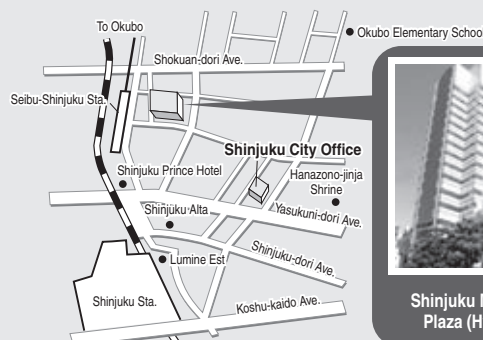 To Okubo
Okubo Elementary School
Shokuan-dori Ave.
Seibu-Shinjuku Sta.
Shinjuku City Office
Shinjuku Prince Hotel
Hanazono-jinja
Shrine
Shinjuku Alta
Yasukuni-dori Ave.
Lumine Est
Shinjuku-dori Ave.
Shinjuku Sta.
Koshu-kaido Ave.
Shinjuku
Plaza (H